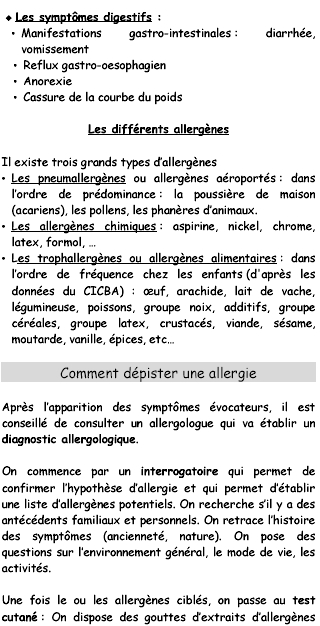 ◆ Les symptômes digestifs :
• Manifestations gastro-intestinales : diarrhée,
vomissement
• Reflux gastro-oesophagien
• Anorexie
• Cassure de la courbe du poids
Les différents allergènes
Il existe trois grands types d'allergènes
• Les pneumallergènes ou allergènes aéroportés : dans
l'ordre de prédominance : la poussière de maison
(acariens), les pollens, les phanères d'animaux.
• Les allergènes chimiques : aspirine, nickel, chrome,
latex, formol, …
• Les trophallergènes ou allergènes alimentaires : dans
l'ordre de fréquence chez les enfants (d'après les
données du CICBA) : œuf, arachide, lait de vache,
légumineuse, poissons, groupe noix, additifs, groupe
céréales, groupe latex, crustacés, viande, sésame,
moutarde, vanille, épices, etc…
Comment dépister une allergie
Après l'apparition des symptômes évocateurs, il est
conseillé de consulter un allergologue qui va établir un
diagnostic allergologique.
On commence par un interrogatoire qui permet de
confirmer l'hypothèse d'allergie et qui permet d'établir
une liste d'allergènes potentiels. On recherche s'il y a des
antécédents familiaux et personnels. On retrace l'histoire
des symptômes (ancienneté, nature). On pose des
questions sur l'environnement général, le mode de vie, les
activités.
Une fois le ou les allergènes ciblés, on passe au test
cutané : On dispose des gouttes d'extraits d'allergènes